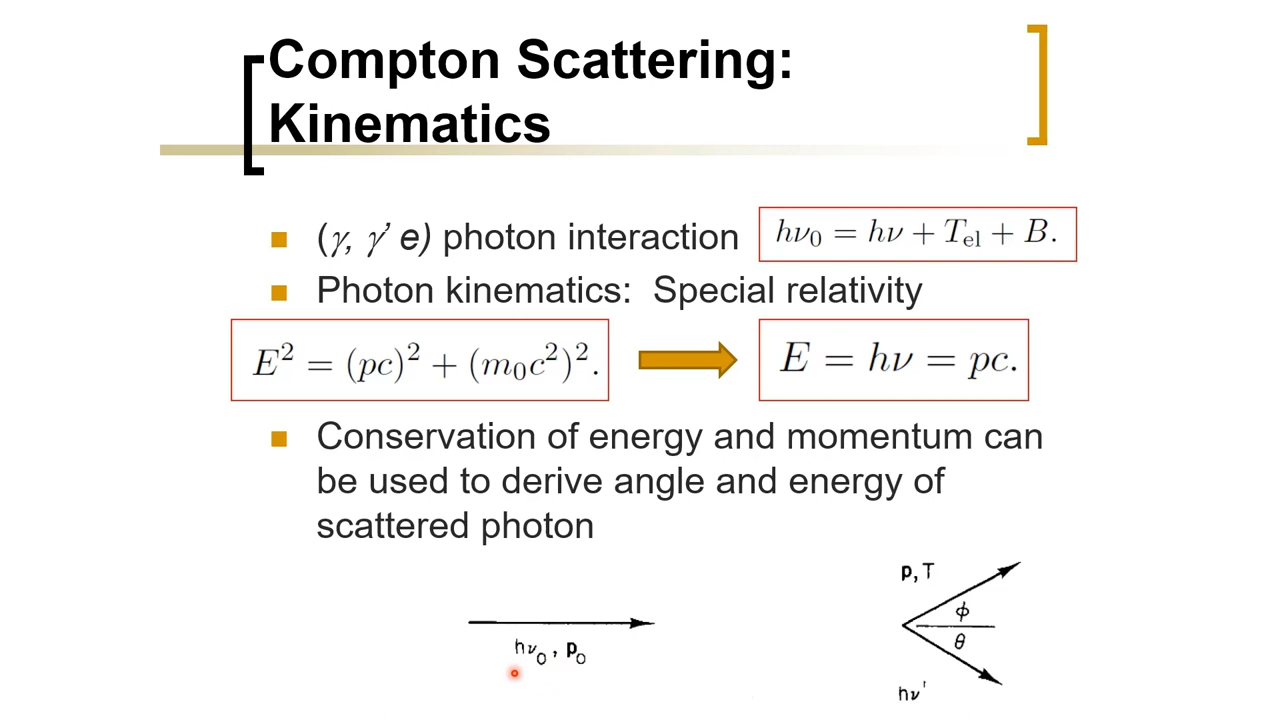 Compton Scattering:
Kinematics
(γ, γ’ e) photon interaction
hν₀ = hν + Tₑₗ + B.
Photon kinematics: Special relativity
E² = (pc)² + (m₀c²)².
E = hν = pc.
Conservation of energy and momentum can
be used to derive angle and energy of
scattered photon
hν₀, p₀
p, T
φ
θ
hν'